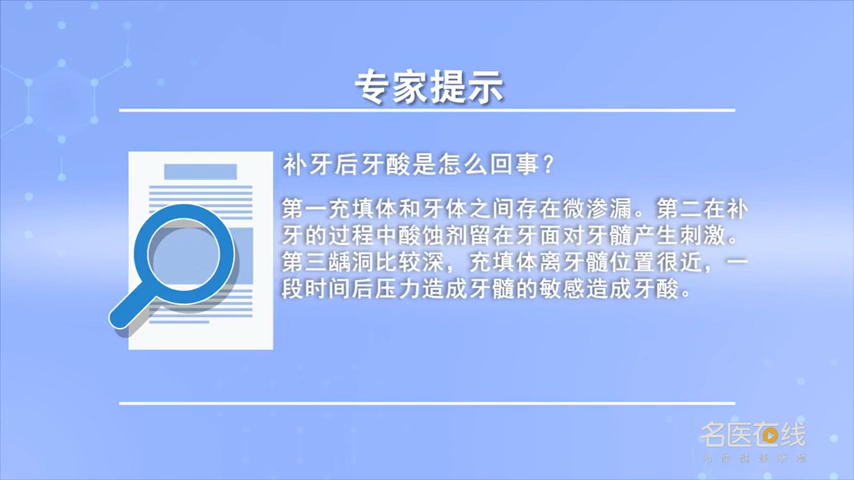 专家提示
补牙后牙酸是怎么回事？
第一充填体和牙体之间存在微渗漏。第二在补
牙的过程中酸蚀剂留在牙面对牙髓产生刺激。
第三龋洞比较深，充填体离牙髓位置很近，一
段时间后压力造成牙髓的敏感造成牙酸。
名医在线